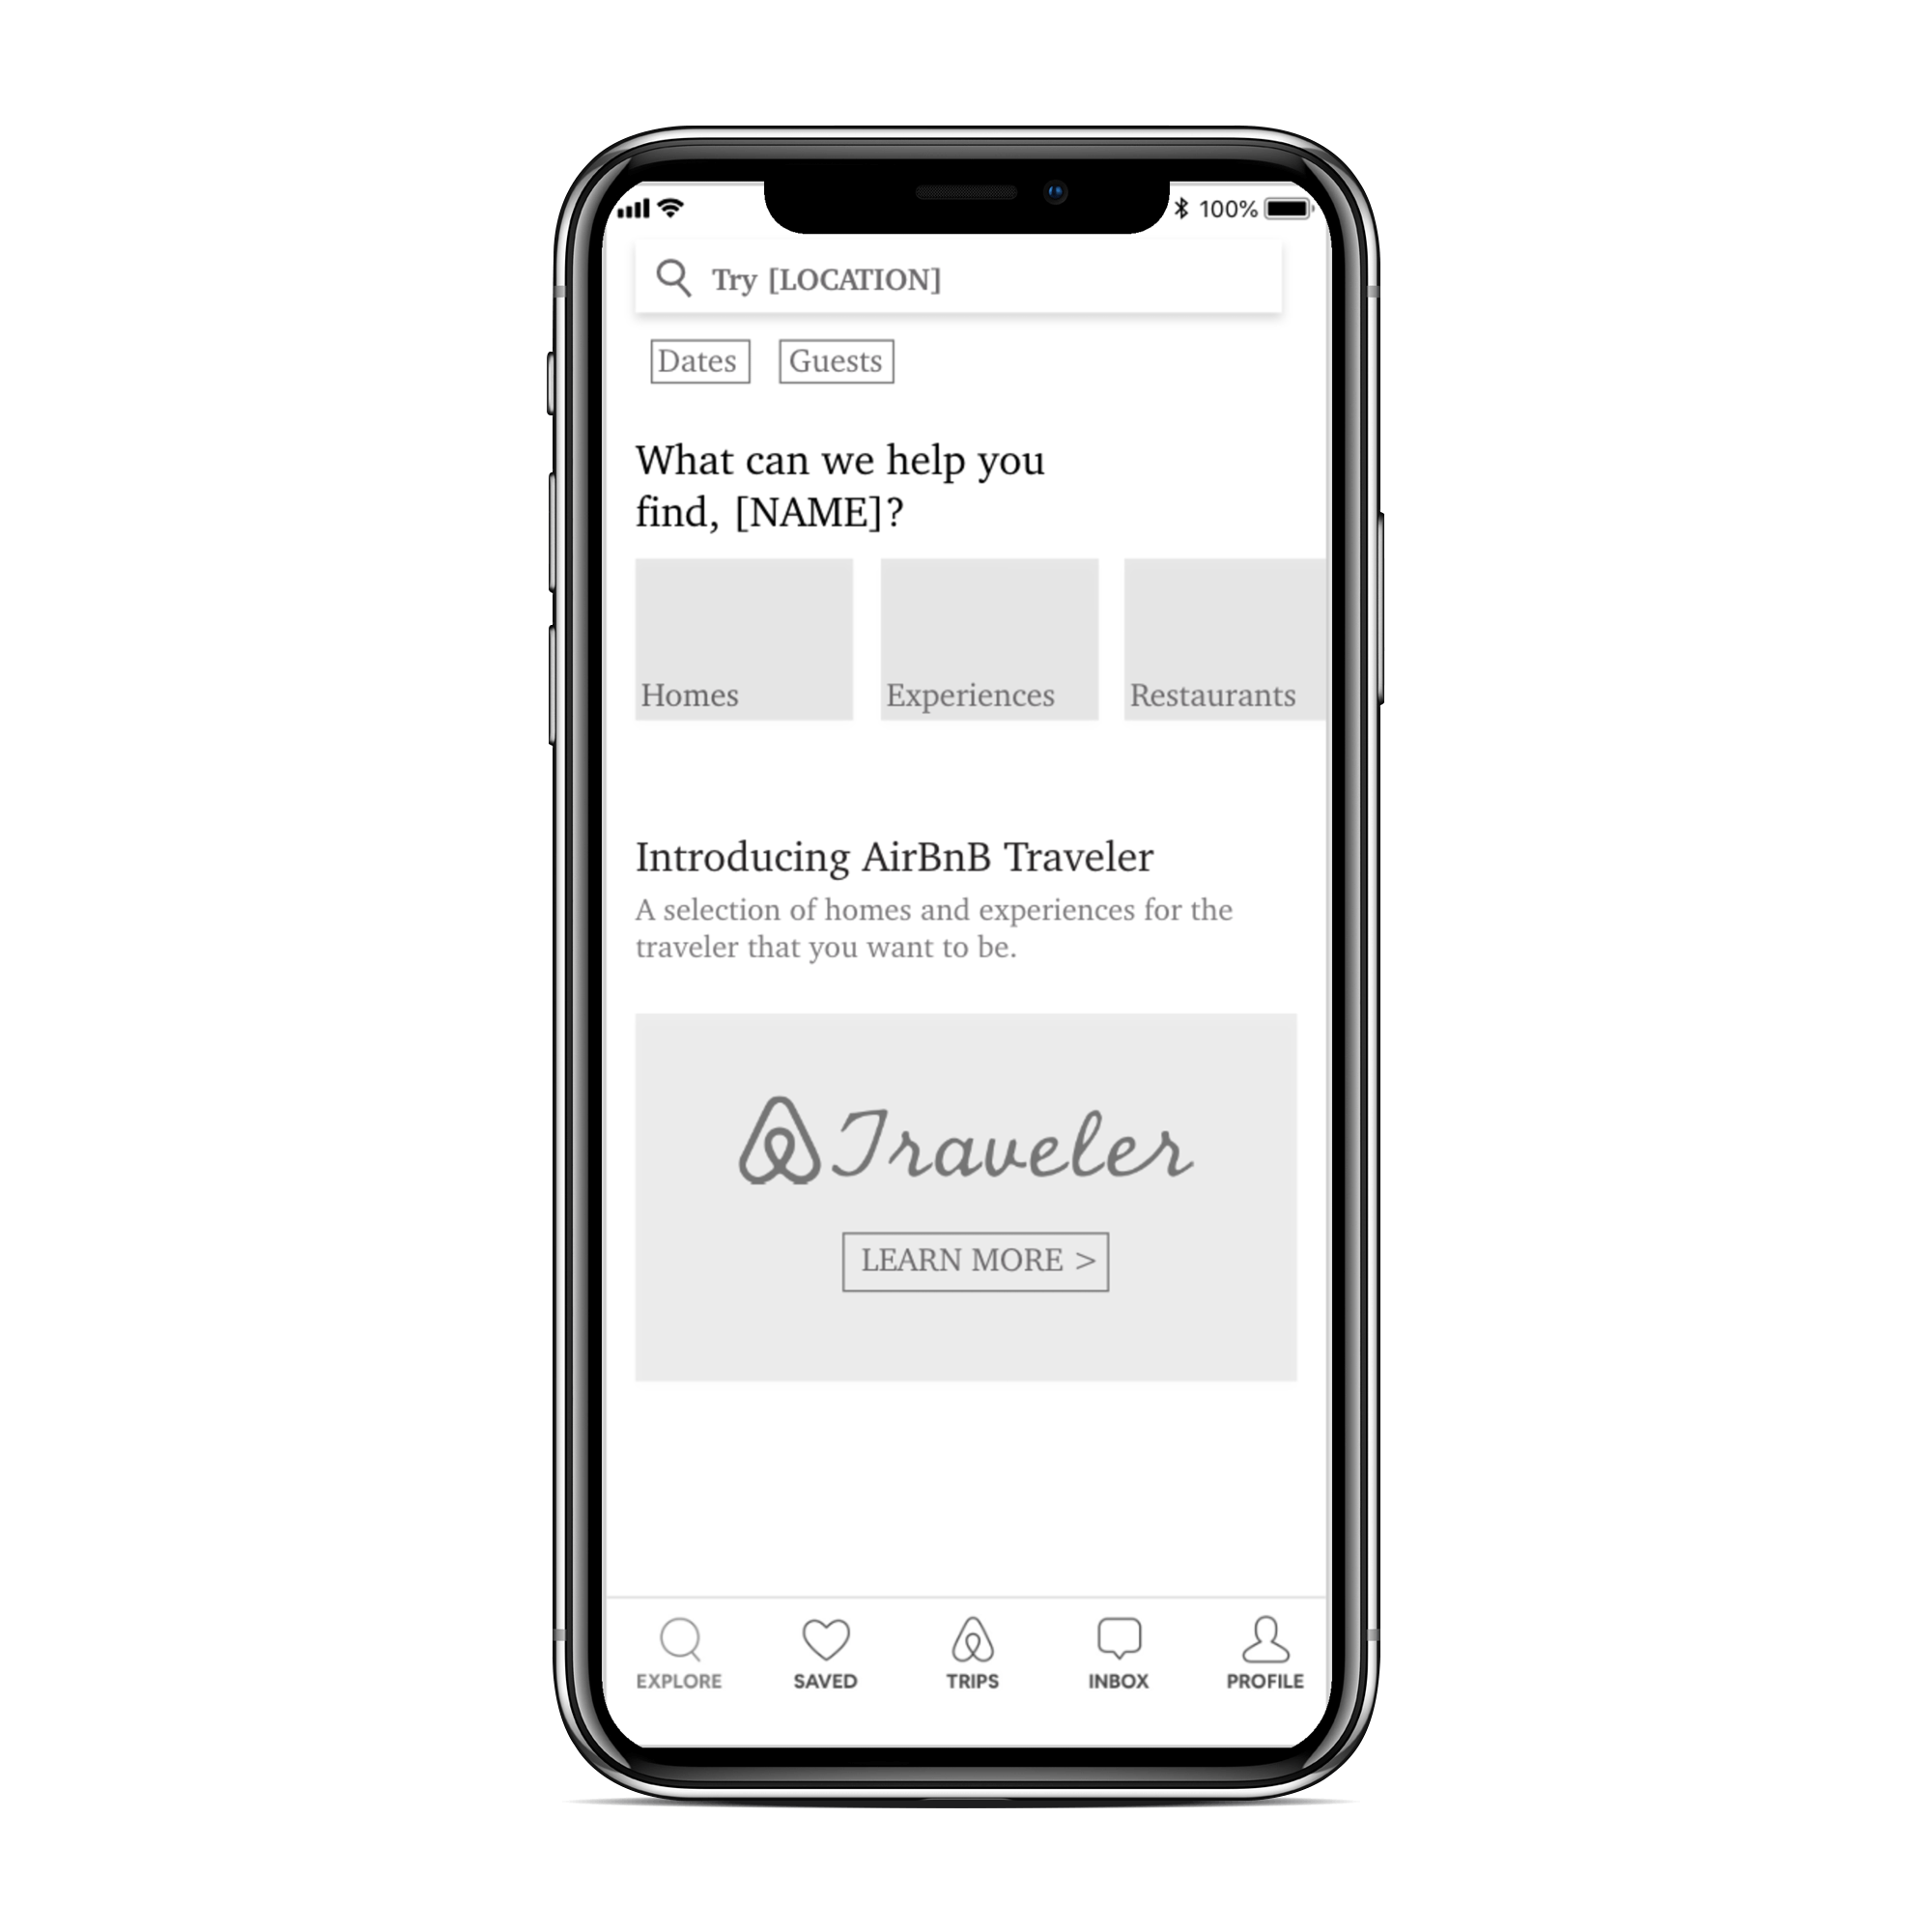 100%
Try [LOCATION]
Dates Guests
What can we help you
find, [NAME]?
Homes Experiences Restaurants
Introducing AirBnB Traveler
A selection of homes and experiences for the
traveler that you want to be.
Traveler
LEARN MORE >
EXPLORE SAVED TRIPS INBOX PROFILE